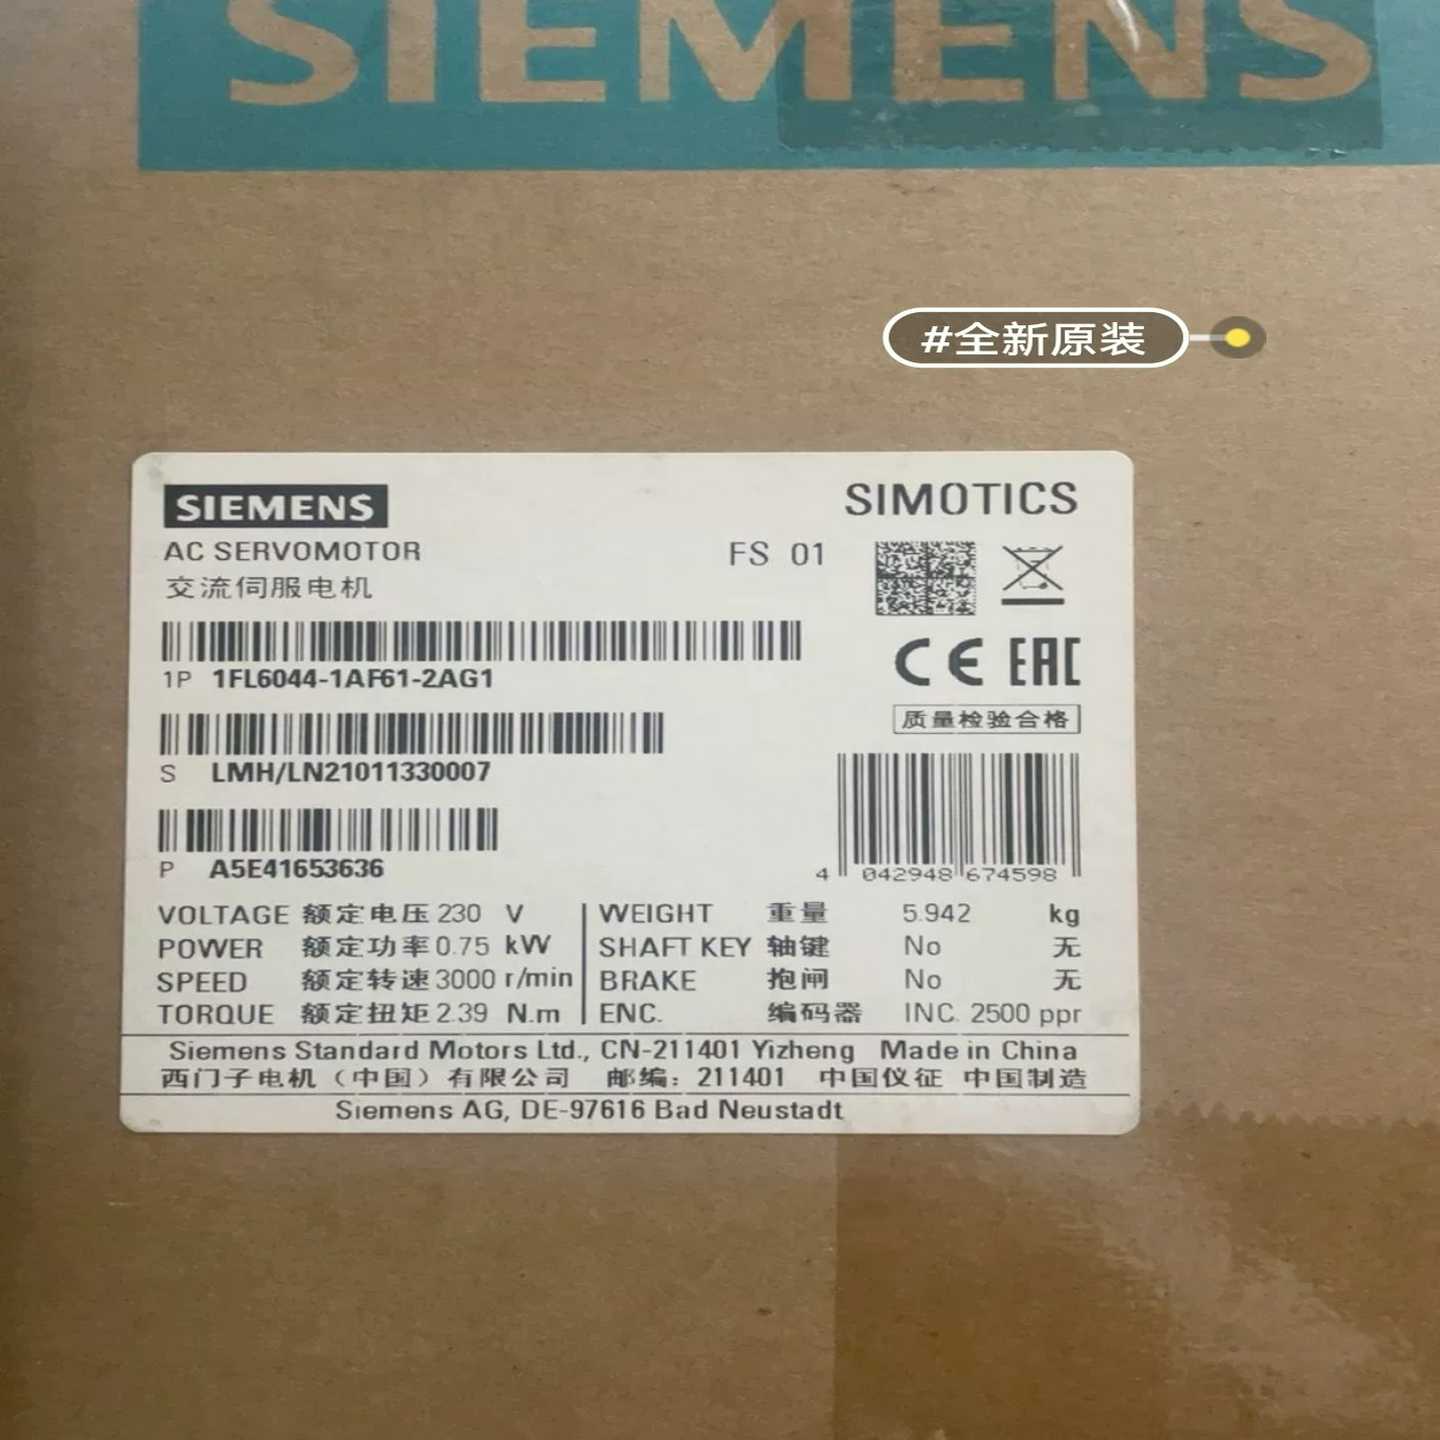 SIEMENS
#全新原装
SIEMENS
SIMOTICS
AC SERVOMOTOR
FS 01
交流伺服电机
1P 1FL6044-1AF61-2AG1
CE EAC
质量检验合格
S LMH/LN21011330007
P A5E41653636
4 042948 674598
VOLTAGE 额定电压 230 V
POWER 额定功率 0.75 kW
SPEED 额定转速 3000 r/min
TORQUE 额定扭矩 2.39 N.m
WEIGHT 重量 5.942 kg
SHAFT KEY 轴键 No 无
BRAKE 抱闸 No 无
ENC. 编码器 INC. 2500 ppr
Siemens Standard Motors Ltd., CN-211401 Yizheng Made in China
西门子电机（中国）有限公司 邮编：211401 中国仪征 中国制造
Siemens AG, DE-97616 Bad Neustadt